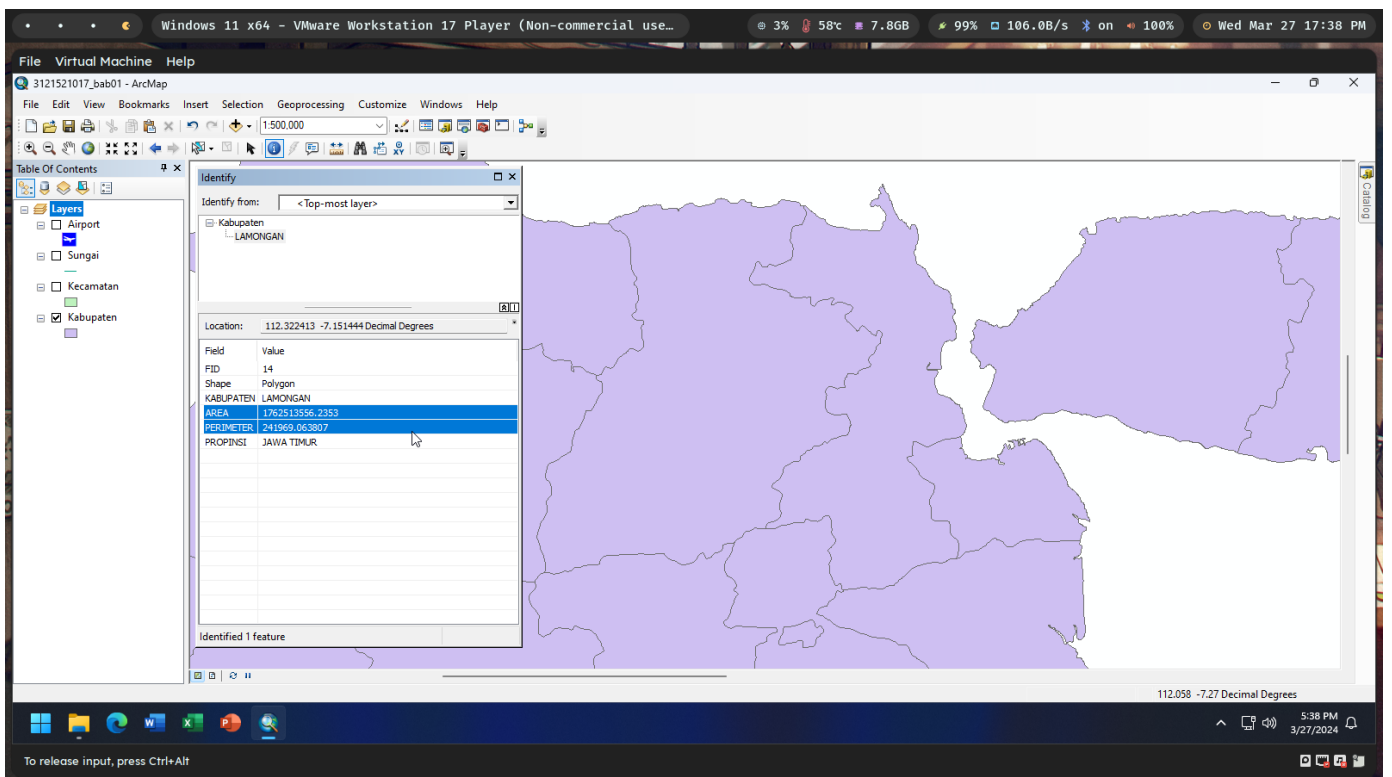 Windows 11 x64 - VMware Workstation 17 Player (Non-commercial use…
3% 58℃ 7.8GB
99% 106.0B/s on 100%
Wed Mar 27 17:38 PM
File Virtual Machine Help
3121521017_bab01 - ArcMap
File Edit View Bookmarks Insert Selection Geoprocessing Customize Windows Help
1:500,000
Table Of Contents
Layers
Airport
Sungai
Kecamatan
Kabupaten
Identify
Identify from: <Top-most layer>
Kabupaten
LAMONGAN
Location: 112.322413 -7.151444 Decimal Degrees
Field Value
FID 14
Shape Polygon
KABUPATEN LAMONGAN
AREA 1762513556.2353
PERIMETER 241969.063807
PROPINSI JAWA TIMUR
Identified 1 feature
Catalog
112.058 -7.27 Decimal Degrees
5:38 PM
3/27/2024
To release input, press Ctrl+Alt